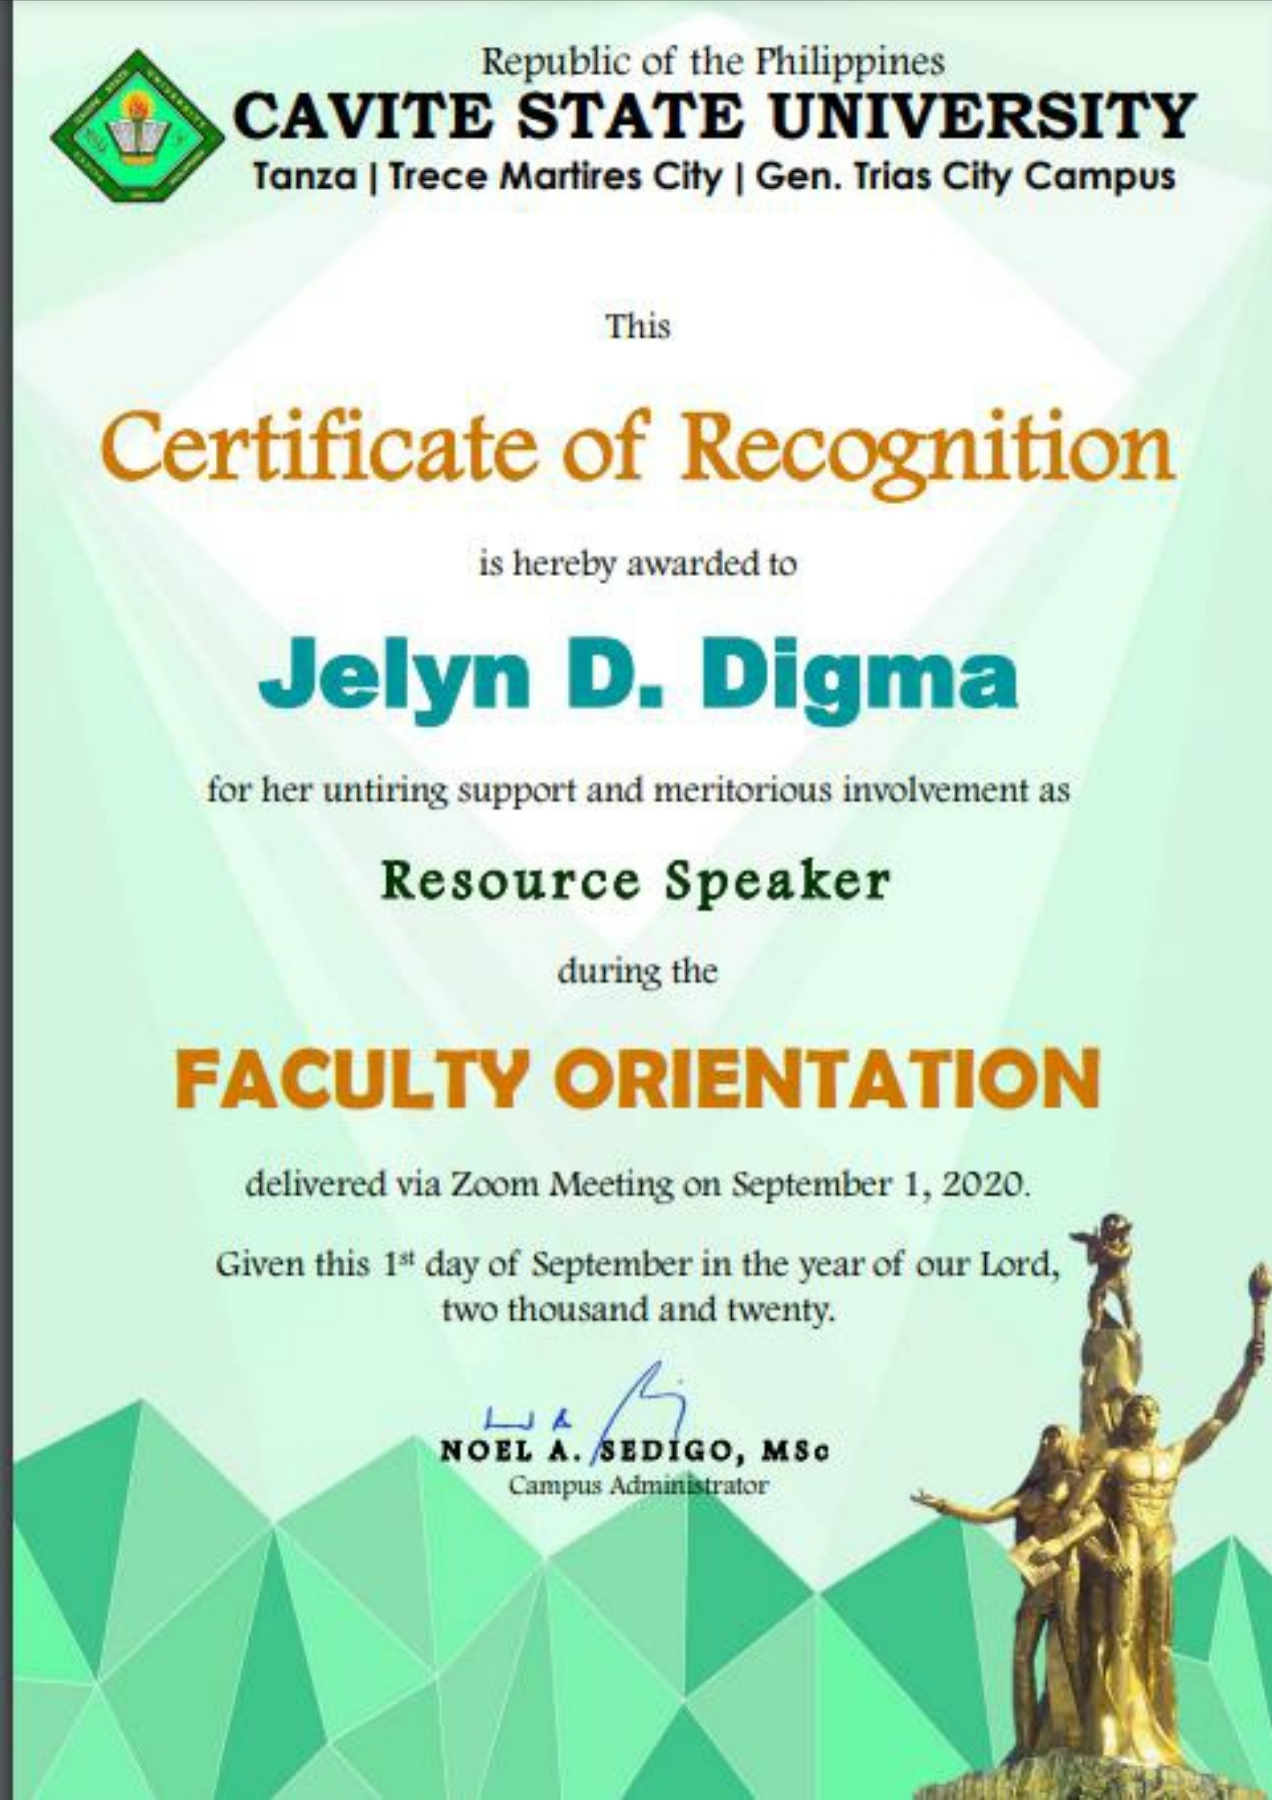 Republic of the Philippines
CAVITE STATE UNIVERSITY
Tanza | Trece Martires City | Gen. Trias City Campus
This
Certificate of Recognition
is hereby awarded to
Jelyn D. Digma
for her untiring support and meritorious involvement as
Resource Speaker
during the
FACULTY ORIENTATION
delivered via Zoom Meeting on September 1, 2020.
Given this 1st day of September in the year of our Lord,
two thousand and twenty.
NOEL A. SEDIGO, MSc
Campus Administrator